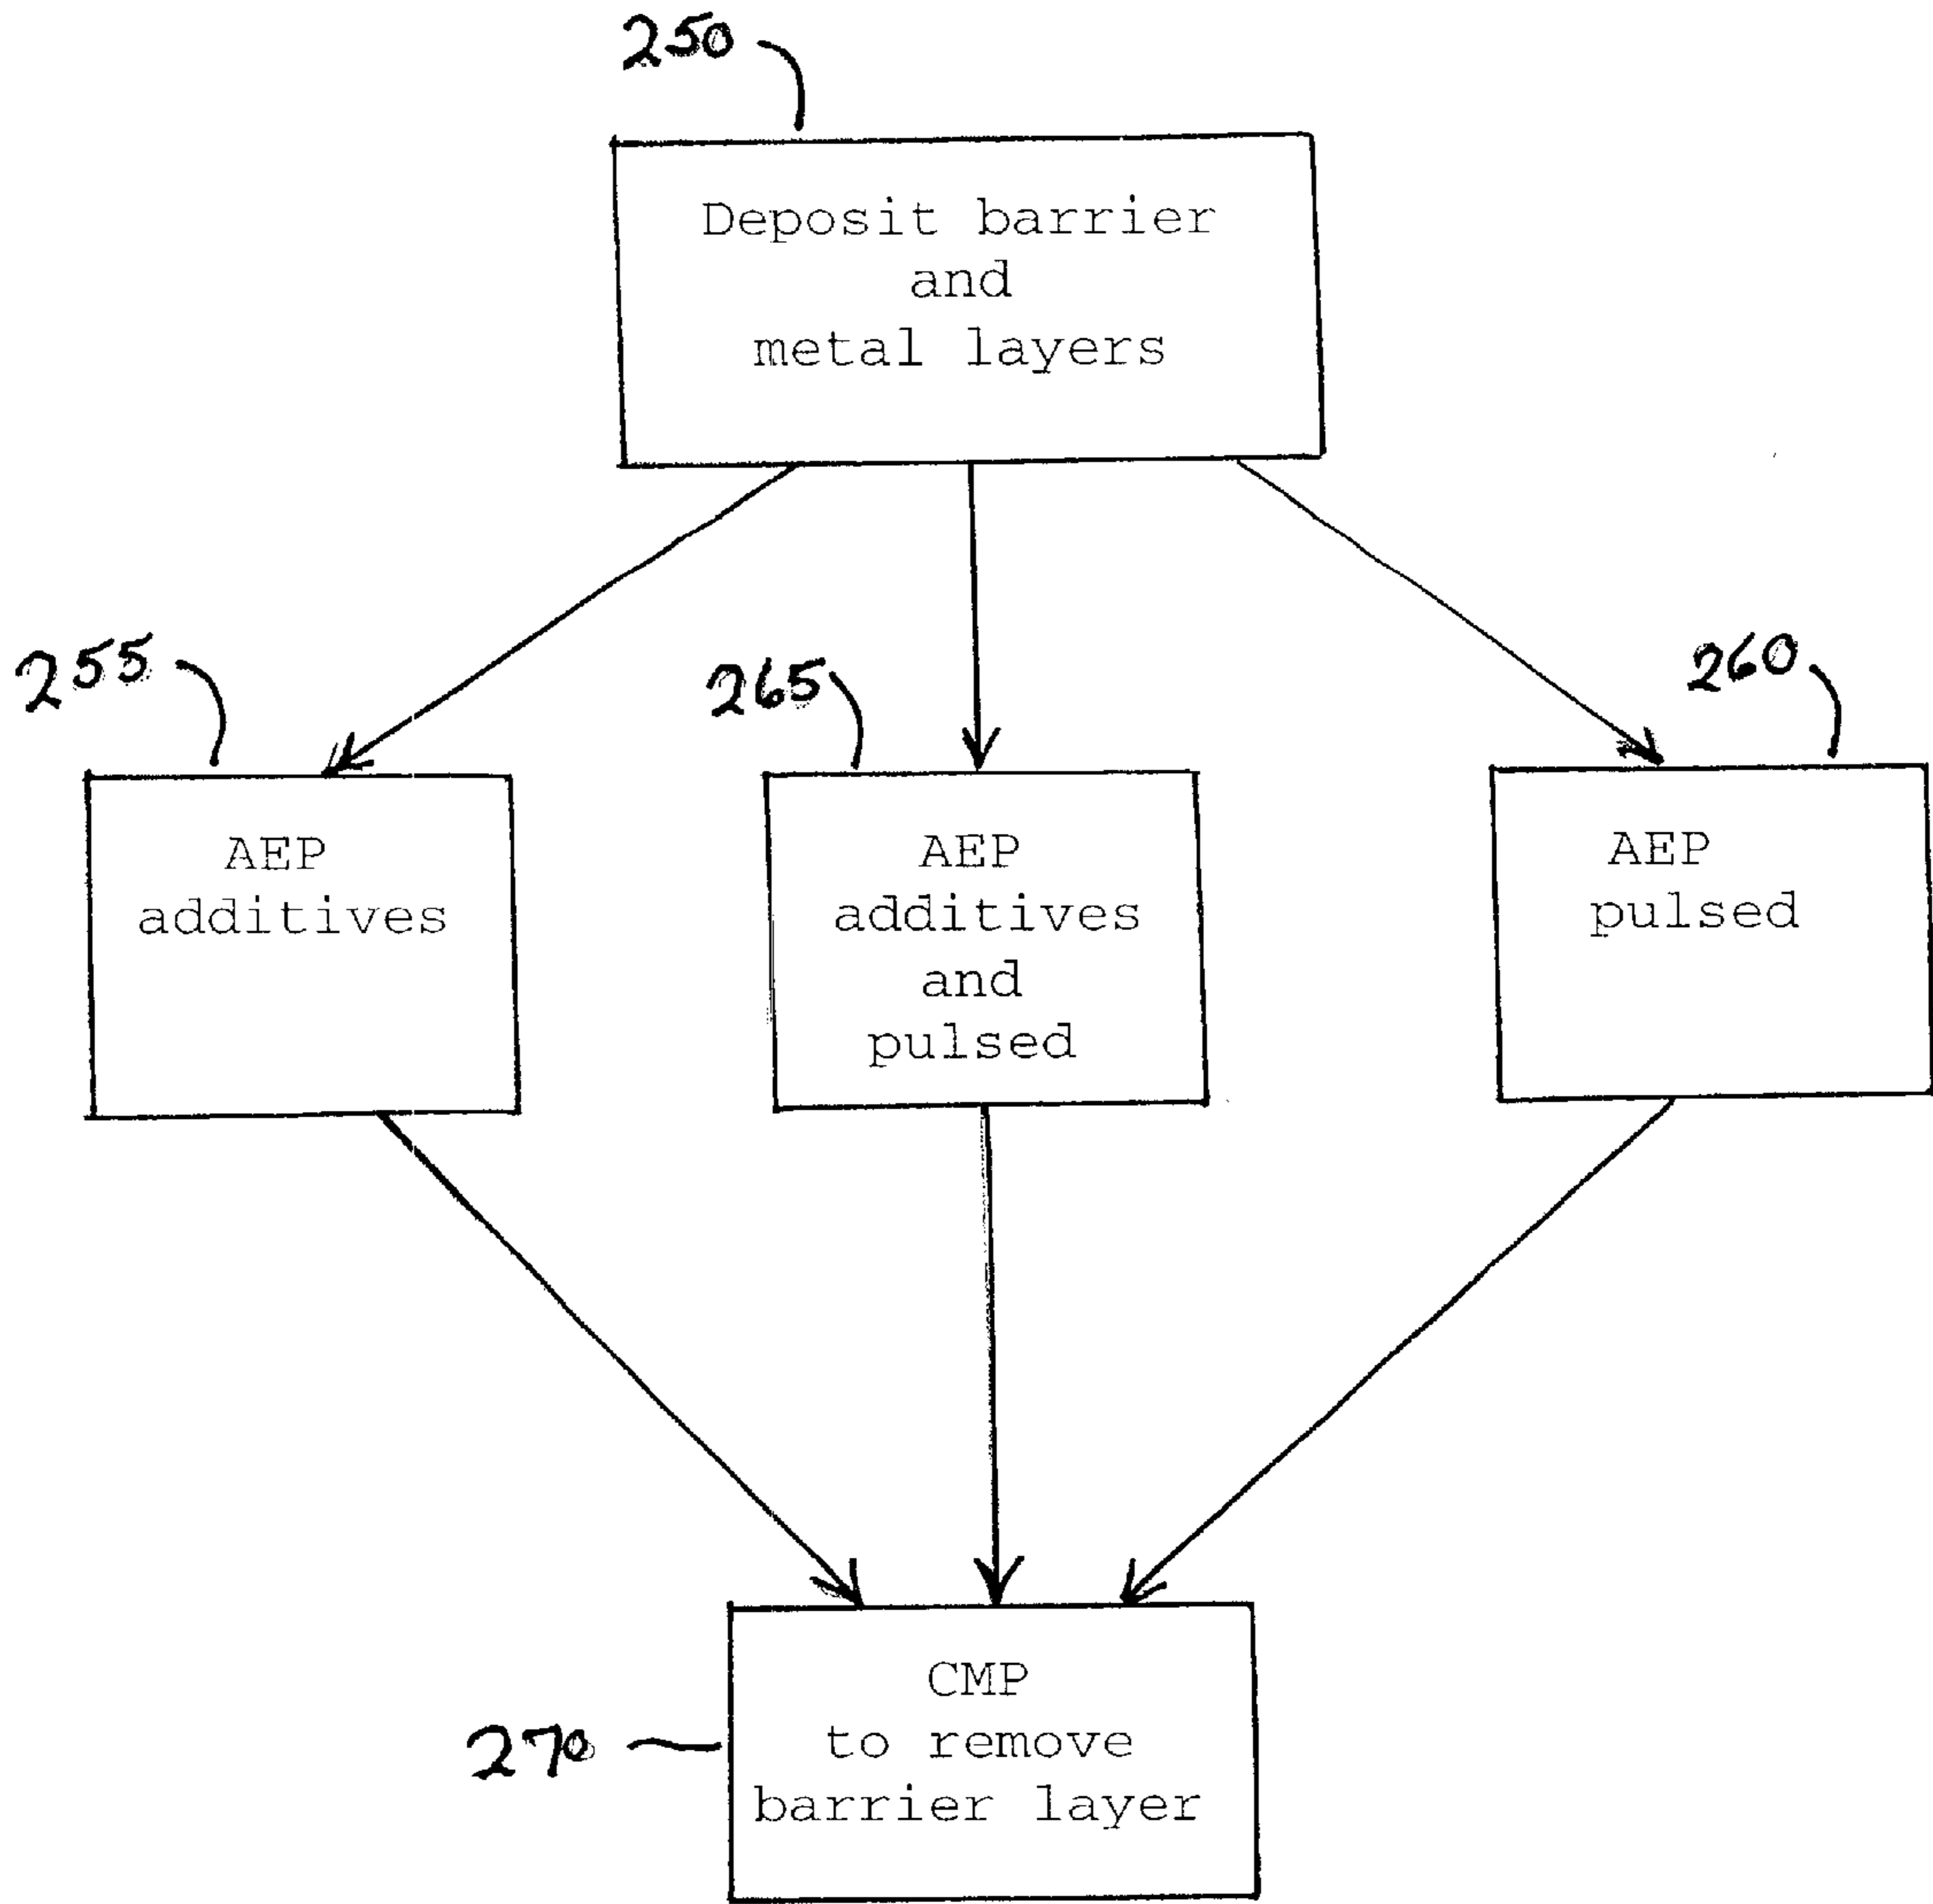 250
Deposit barrier
and
metal layers
255
265
260
AEP
additives
AEP
additives
and
pulsed
AEP
pulsed
270
CMP
to remove
barrier layer